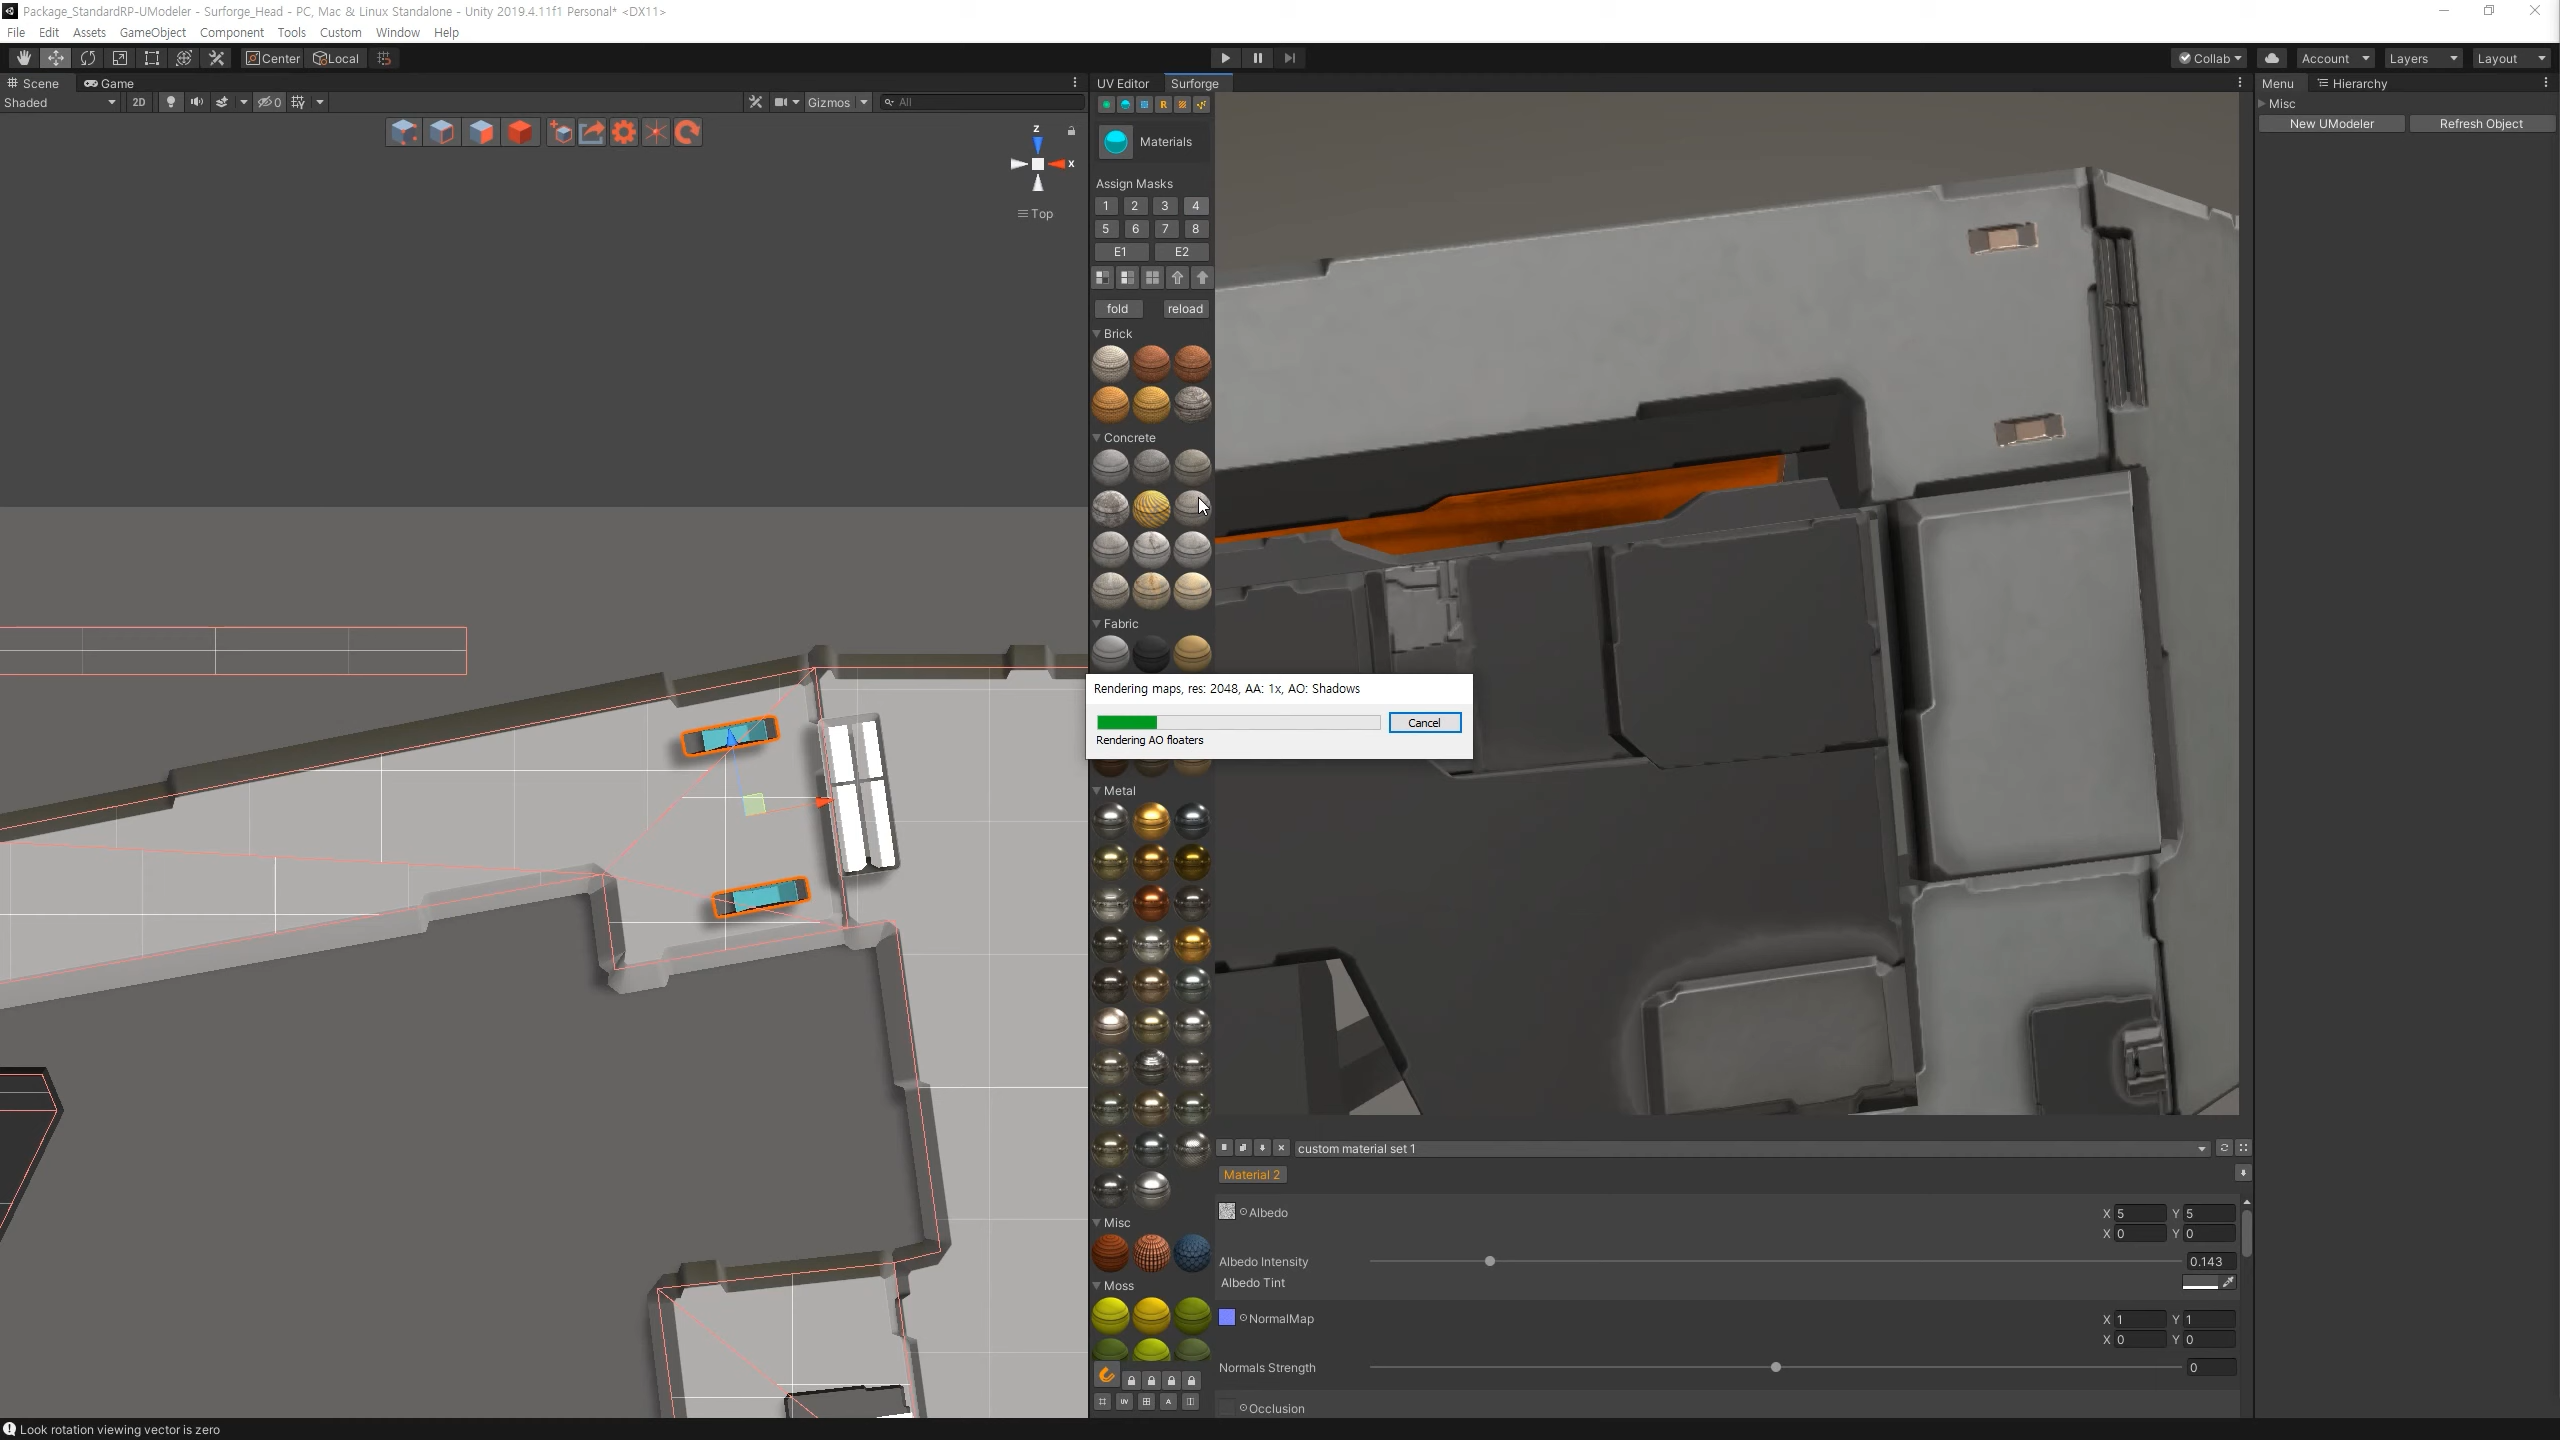 Package_StandardRP-UModeler - Surforge_Head - PC, Mac & Linux Standalone - Unity 2019.4.11f1 Personal* <DX11>
File Edit Assets GameObject Component Tools Custom Window Help
Center Local
Collab Account Layers Layout
Scene Game
UV Editor Surforge
Menu Hierarchy
Shaded 2D 0 Gizmos All
Misc
New UModeler Refresh Object
Materials
z
x
Top
Assign Masks
1 2 3 4
5 6 7 8
E1 E2
fold reload
Brick
Concrete
Fabric
Rendering maps, res: 2048, AA: 1x, AO: Shadows
Cancel
Rendering AO floaters
Metal
Misc
Moss
custom material set 1
Material 2
Albedo X 5 Y 5
X 0 Y 0
Albedo Intensity 0.143
Albedo Tint
NormalMap X 1 Y 1
X 0 Y 0
Normals Strength 0
UV A
Occlusion
Look rotation viewing vector is zero